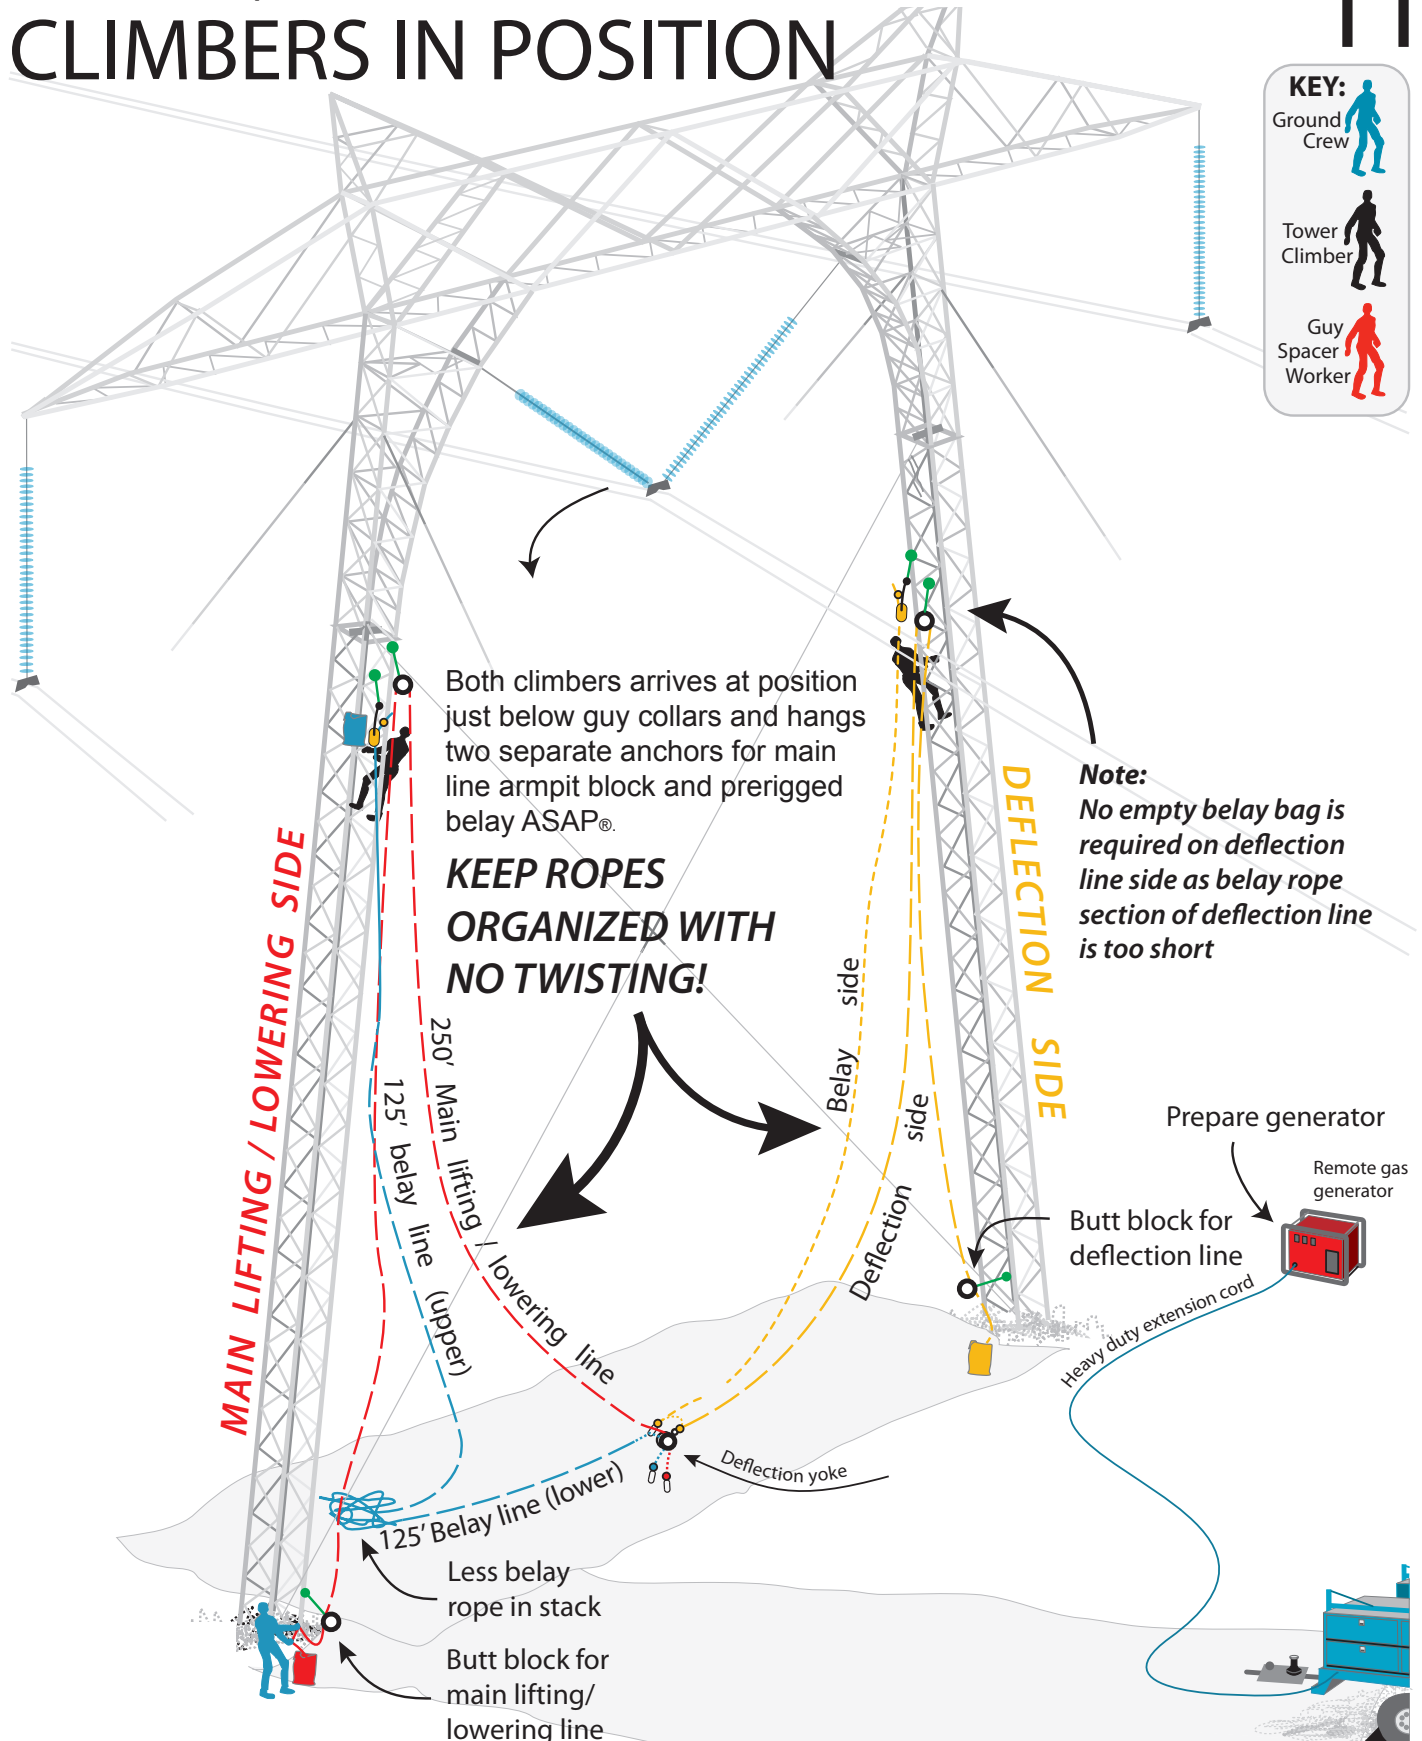 CLIMBERS IN POSITION
11
KEY:
Ground
Crew
Tower
Climber
Guy
Spacer
Worker
Both climbers arrives at position
just below guy collars and hangs
two separate anchors for main
line armpit block and prerigged
belay ASAP®.
KEEP ROPES
ORGANIZED WITH
NO TWISTING!
Note:
No empty belay bag is
required on deflection
line side as belay rope
section of deflection line
is too short
MAIN LIFTING / LOWERING SIDE
DEFLECTION SIDE
250' Main lifting / lowering line
125' belay line (upper)
Belay side
Deflection side
Prepare generator
Remote gas
generator
Butt block for
deflection line
Heavy duty extension cord
Deflection yoke
125' Belay line (lower)
Less belay
rope in stack
Butt block for
main lifting/
lowering line